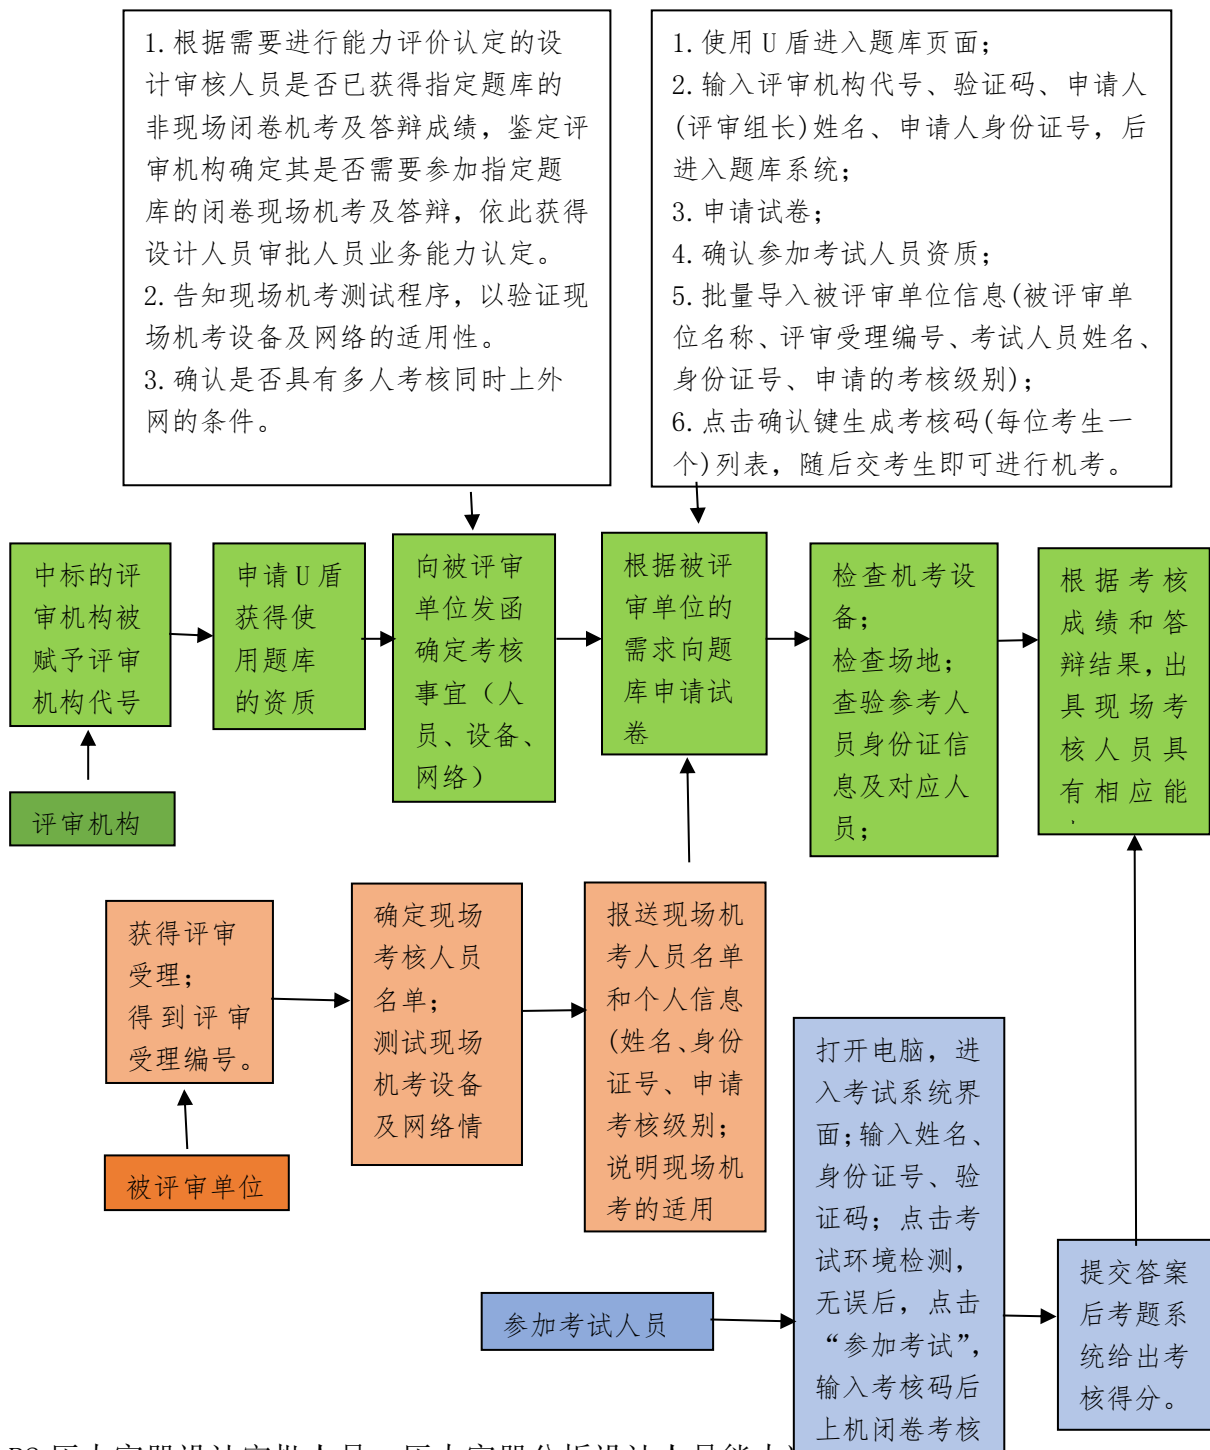 1.根据需要进行能力评价认定的设
计审核人员是否已获得指定题库的
非现场闭卷机考及答辩成绩，鉴定评
审机构确定其是否需要参加指定题
库的闭卷现场机考及答辩，依此获得
设计人员审批人员业务能力认定。
2.告知现场机考测试程序，以验证现
场机考设备及网络的适用性。
3.确认是否具有多人考核同时上外
网的条件。
1.使用U盾进入题库页面；
2.输入评审机构代号、验证码、申请人
(评审组长)姓名、申请人身份证号，后
进入题库系统；
3.申请试卷；
4.确认参加考试人员资质；
5.批量导入被评审单位信息(被评审单
位名称、评审受理编号、考试人员姓名、
身份证号、申请的考核级别)；
6.点击确认键生成考核码(每位考生一
个)列表，随后交考生即可进行机考。
中标的评
审机构被
赋予评审
机构代号
申请U盾
获得使
用题库
的资质
向被评审
单位发函
确定考核
事宜（人
员、设备、
网络）
根据被评
审单位的
需求向题
库申请试
卷
检查机考设
备；
检查场地；
查验参考人
员身份证信
息及对应人
员；
根据考核
成绩和答
辩结果，出
具现场考
核人员具
有相应能
评审机构
获得评审
受理；
得到评审
受理编号。
确定现场
考核人员
名单；
测试现场
机考设备
及网络情
报送现场机
考人员名单
和个人信息
(姓名、身份
证号、申请
考核级别；
说明现场机
考的适用
被评审单位
打开电脑，进
入考试系统界
面；输入姓名、
身份证号、验
证码；点击考
试环境检测，
无误后，点击
“参加考试”，
输入考核码后
上机闭卷考核
提交答案
后考题系
统给出考
核得分。
参加考试人员